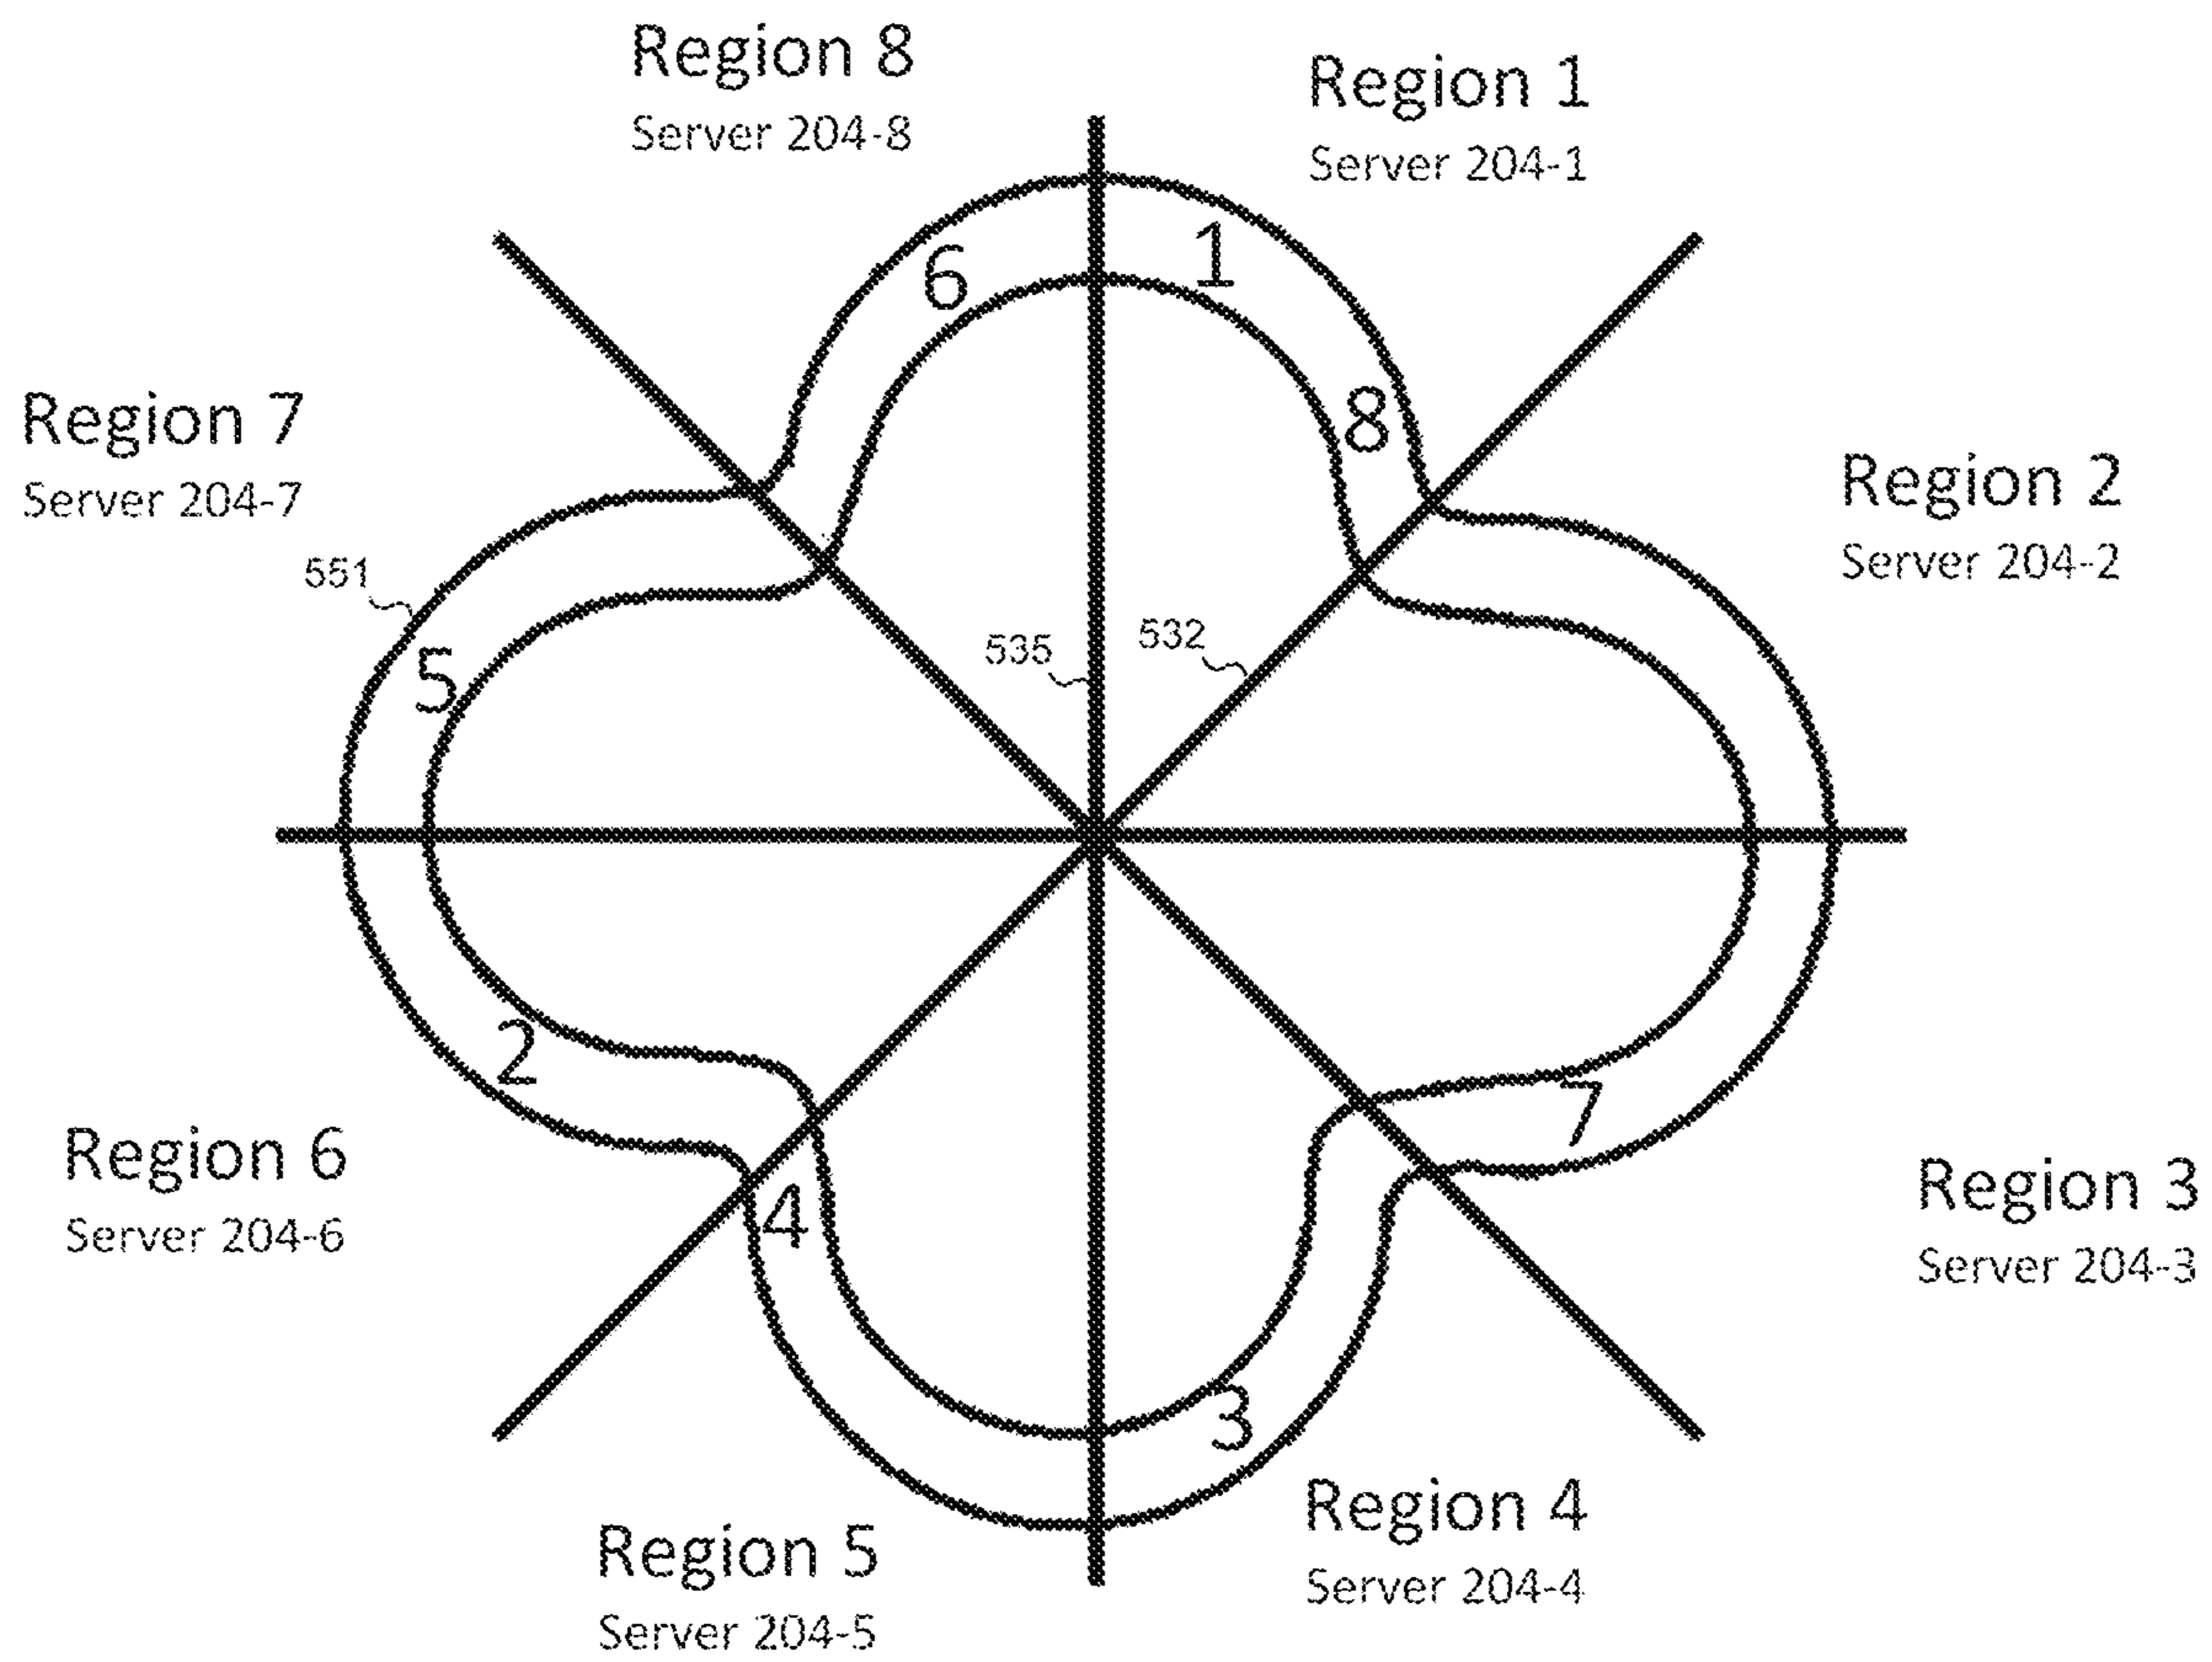 Region 8
Server 204-8
Region 1
Server 204-1
6
1
8
Region 7
Server 204-7
Region 2
Server 204-2
551
5
535
532
2
7
Region 6
Server 204-6
4
Region 3
Server 204-3
3
Region 4
Server 204-4
Region 5
Server 204-5